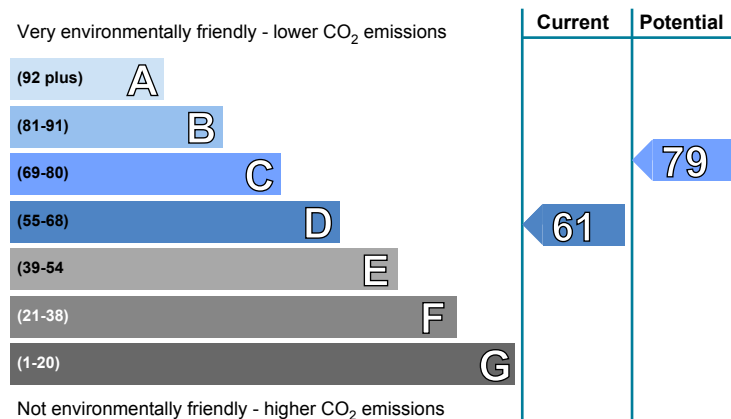 Very environmentally friendly - lower CO2 emissions
Current
Potential
(92 plus) A
(81-91) B
(69-80) C
79
(55-68) D
61
(39-54 E
(21-38) F
(1-20) G
Not environmentally friendly - higher CO2 emissions